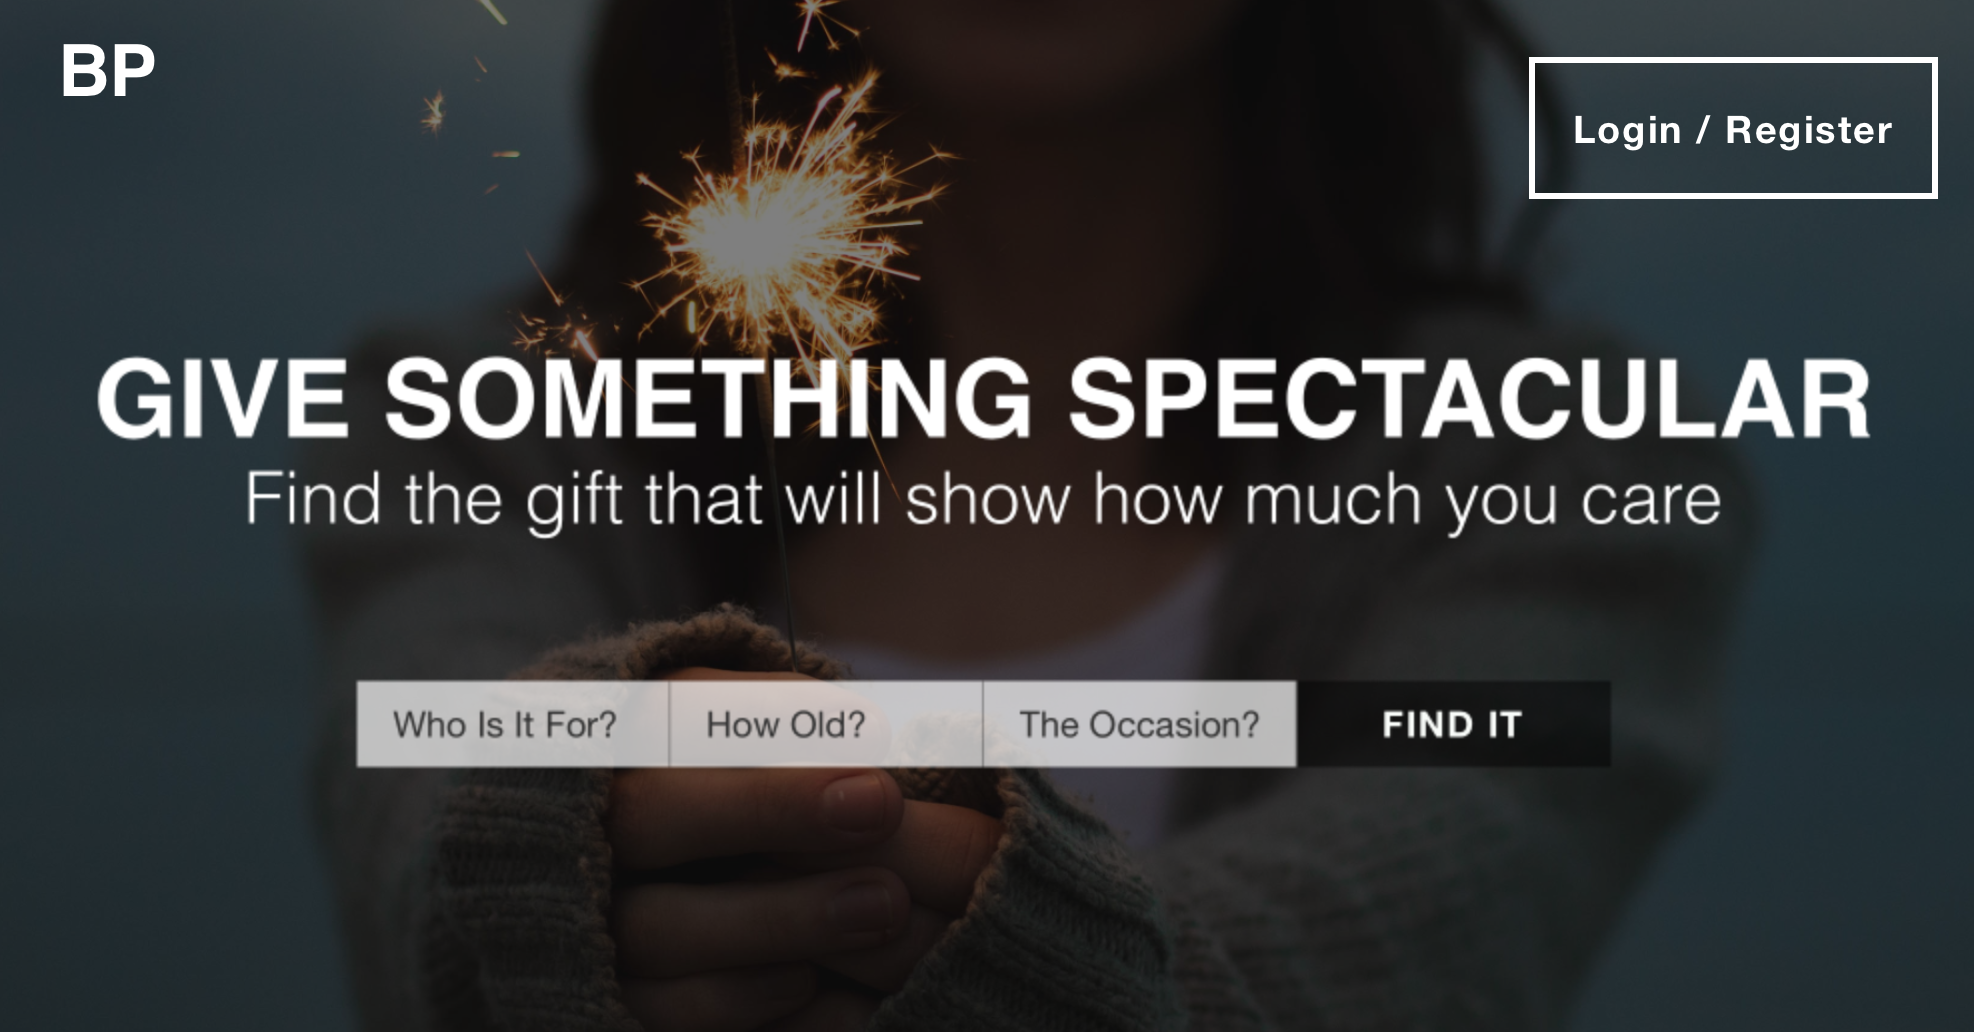 BP
Login / Register
GIVE SOMETHING SPECTACULAR
Find the gift that will show how much you care
Who Is It For?
How Old?
The Occasion?
FIND IT